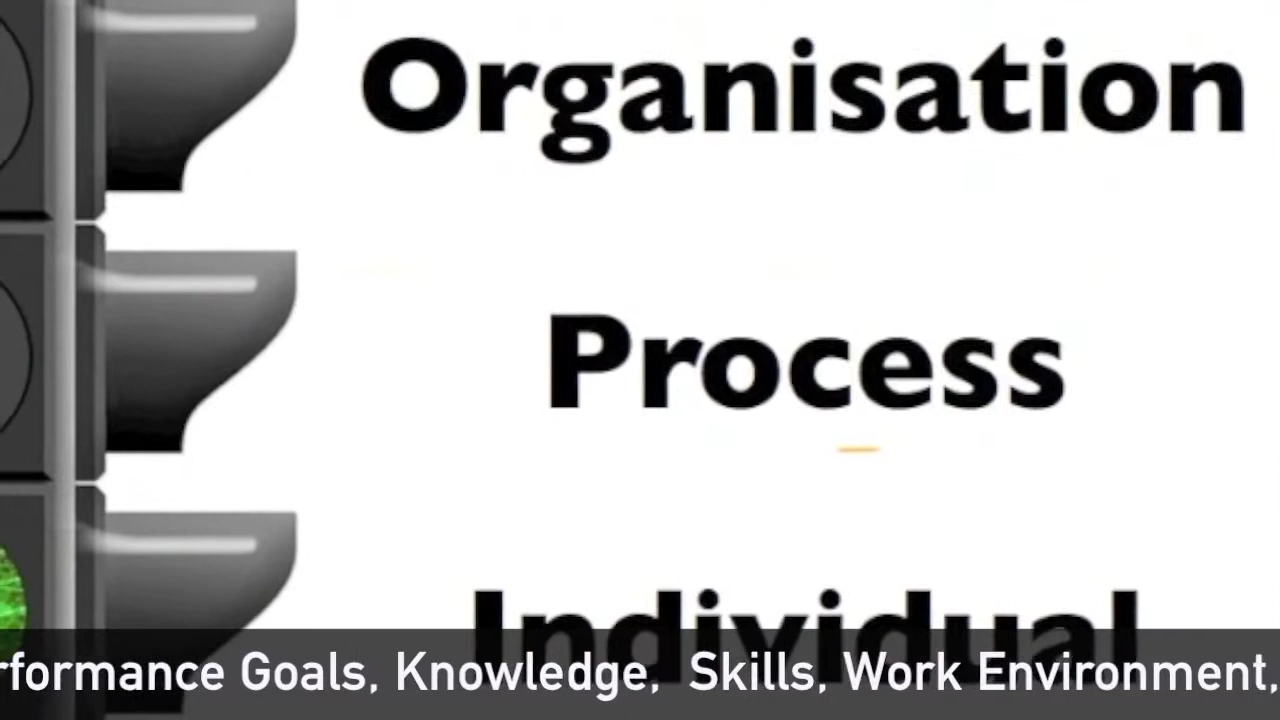 Organisation
Process
Individual
rformance Goals, Knowledge, Skills, Work Environment,